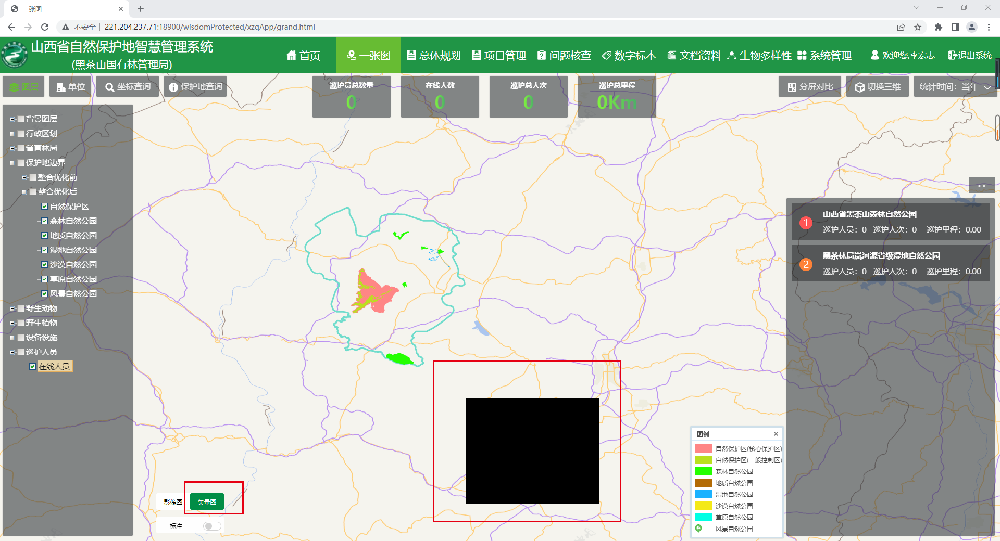 一张图
不安全
221.204.237.71:18900/wisdomProtected/xzqApp/grand.html
山西省自然保护地智慧管理系统
(黑茶山国有林管理局)
首页
一张图
总体规划
项目管理
问题核查
数字标本
文档资料
生物多样性
系统管理
欢迎您,李宏志
退出系统
图层
单位
坐标查询
保护地查询
巡护员总数量
0
在线人数
0
巡护总人次
0
巡护总里程
0Km
分屏对比
切换三维
统计时间：当年
背景图层
行政区划
省直林局
保护地边界
整合优化前
整合优化后
自然保护区
森林自然公园
地质自然公园
湿地自然公园
沙漠自然公园
草原自然公园
风景自然公园
野生动物
野生植物
设备设施
巡护人员
在线人员
>>
1
山西省黑茶山森林自然公园
巡护人员：0 巡护人次：0 巡护里程：0.00
2
黑茶林局岚河源省级湿地自然公园
巡护人员：0 巡护人次：0 巡护里程：0.00
影像图
矢量图
标注
图例
自然保护区(核心保护区)
自然保护区(一般控制区)
森林自然公园
地质自然公园
湿地自然公园
沙漠自然公园
草原自然公园
风景自然公园